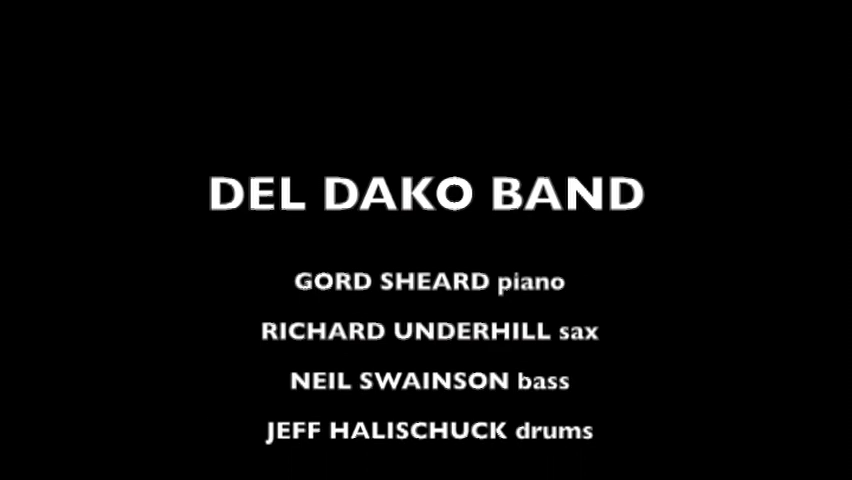 DEL DAKO BAND
GORD SHEARD piano
RICHARD UNDERHILL sax
NEIL SWAINSON bass
JEFF HALISCHUCK drums